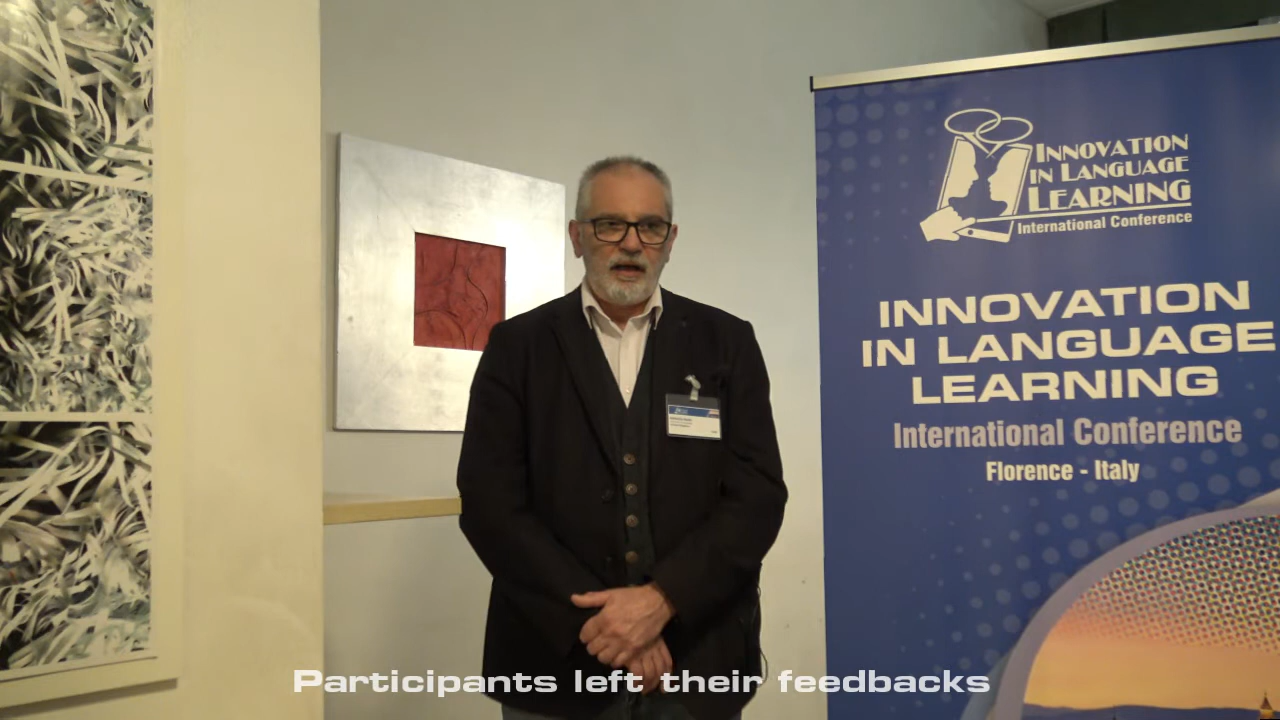 INNOVATION
IN LANGUAGE
LEARNING
International Conference
INNOVATION
IN LANGUAGE
LEARNING
International Conference
Florence - Italy
Participants left their feedbacks